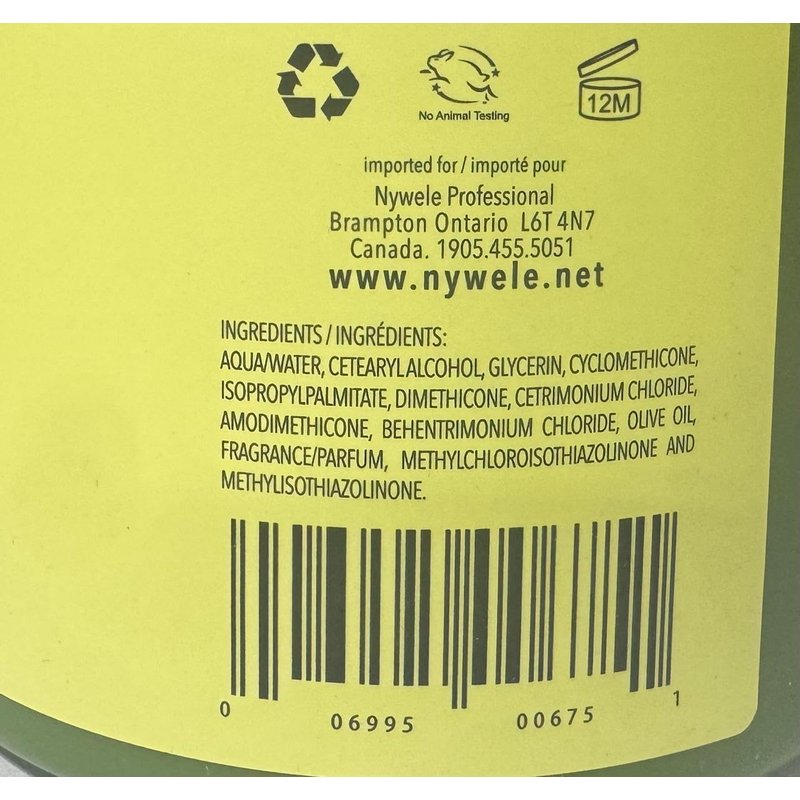 No Animal Testing
12M
imported for / importé pour
Nywele Professional
Brampton Ontario L6T 4N7
Canada. 1905.455.5051
www.nywele.net
INGREDIENTS / INGRÉDIENTS:
AQUA/WATER, CETEARYL ALCOHOL, GLYCERIN, CYCLOMETHICONE,
ISOPROPYLPALMITATE, DIMETHICONE, CETRIMONIUM CHLORIDE,
AMODIMETHICONE, BEHENTRIMONIUM CHLORIDE, OLIVE OIL,
FRAGRANCE/PARFUM, METHYLCHLOROISOTHIAZOLINONE AND
METHYLISOTHIAZOLINONE.
0 06995 00675 1